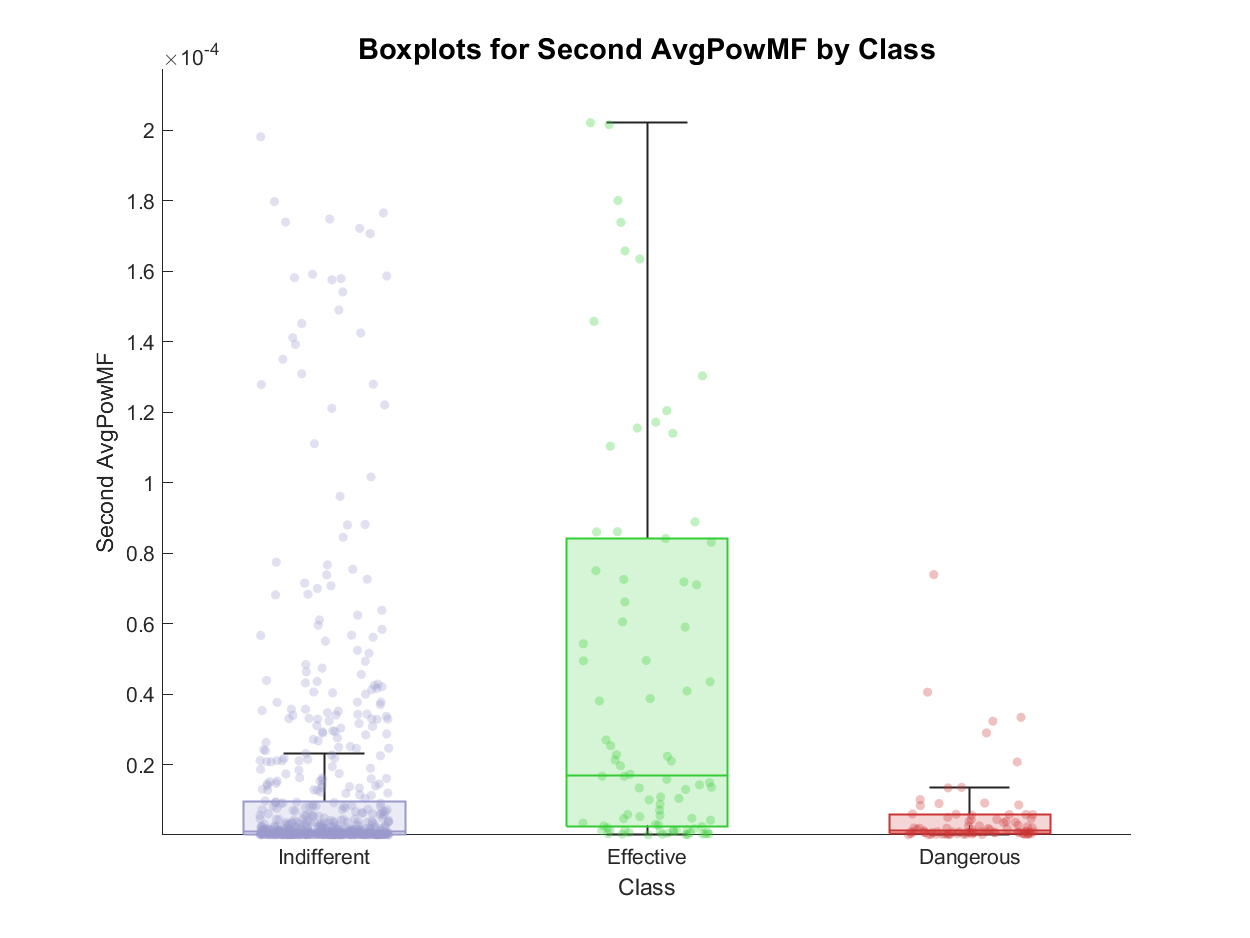 Boxplots for Second AvgPowMF by Class
×10-4
2
1.8
1.6
1.4
1.2
1
0.8
0.6
0.4
0.2
Second AvgPowMF
Indifferent
Effective
Dangerous
Class